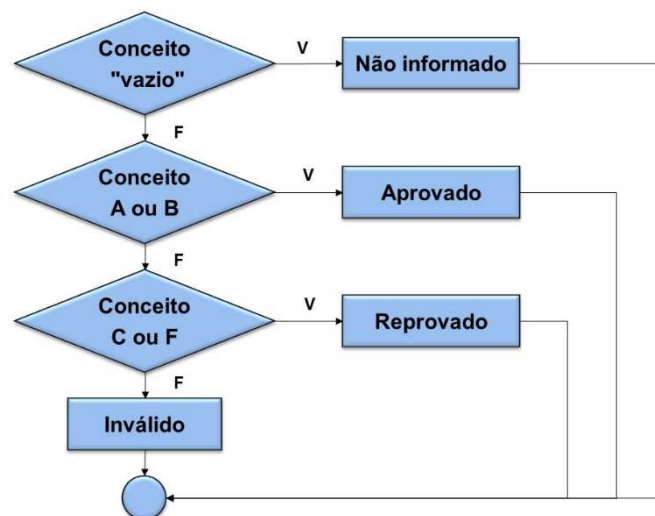 Conceito
"vazio"
V
Não informado
F
Conceito
A ou B
V
Aprovado
F
Conceito
C ou F
V
Reprovado
F
Inválido